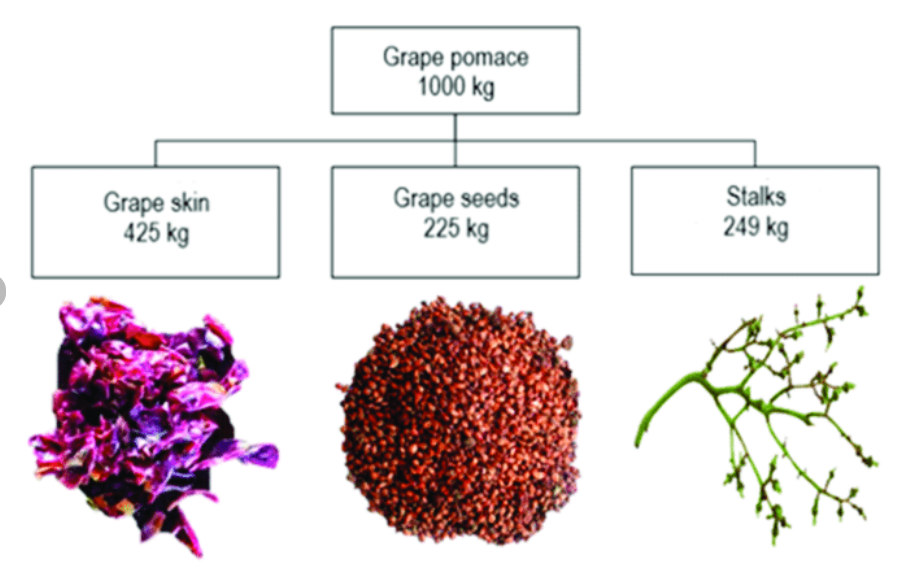 Grape pomace
1000 kg
Grape skin
425 kg
Grape seeds
225 kg
Stalks
249 kg